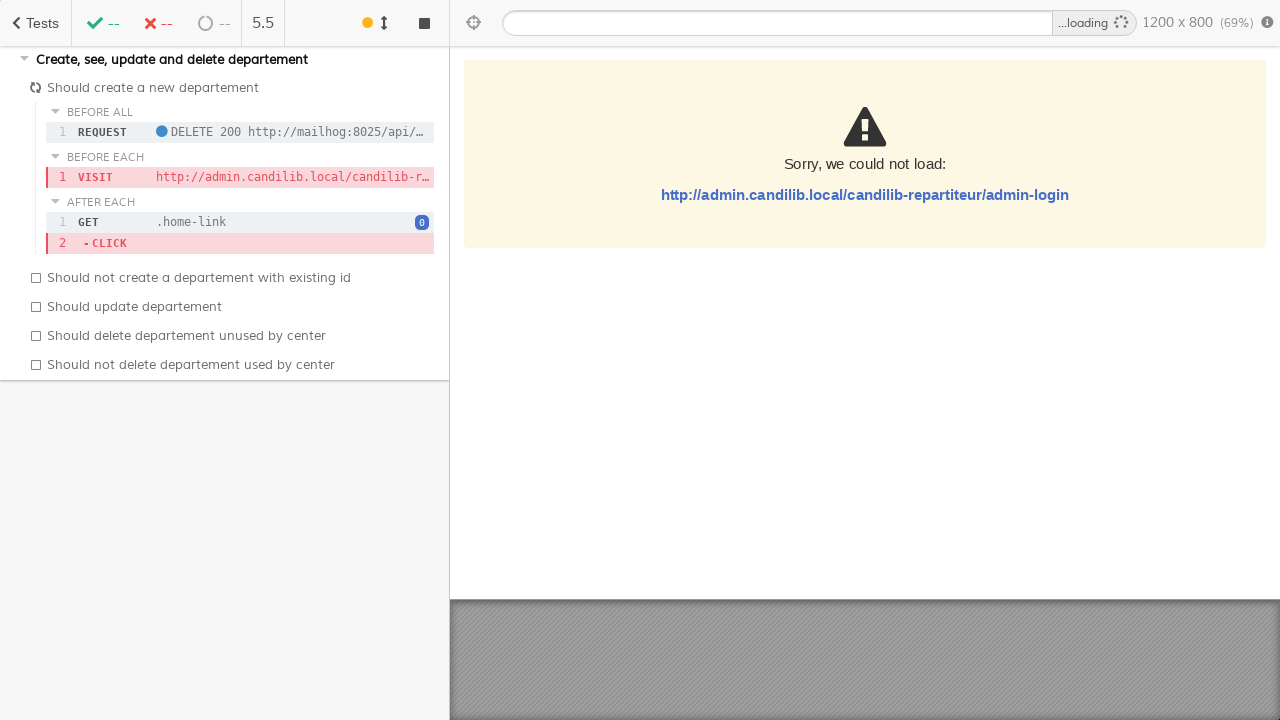 Tests -- -- -- 5.5
Create, see, update and delete departement
Should create a new departement
BEFORE ALL
1 REQUEST DELETE 200 http://mailhog:8025/api/…
BEFORE EACH
1 VISIT http://admin.candilib.local/candilib-r…
AFTER EACH
1 GET .home-link 0
2 -CLICK
Should not create a departement with existing id
Should update departement
Should delete departement unused by center
Should not delete departement used by center
...loading 1200 x 800 (69%)
Sorry, we could not load:
http://admin.candilib.local/candilib-repartiteur/admin-login